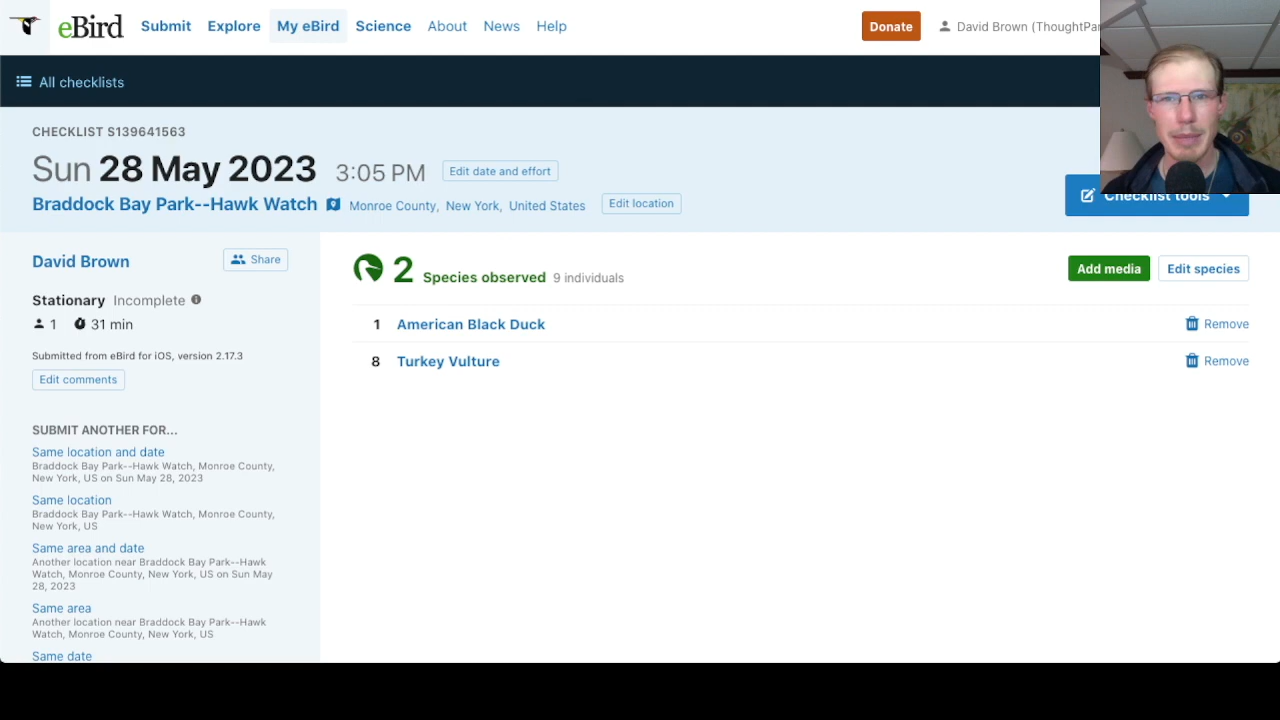 eBird Submit Explore My eBird Science About News Help Donate David Brown (ThoughtPa
All checklists
CHECKLIST S139641563
Sun 28 May 2023 3:05 PM Edit date and effort
Braddock Bay Park--Hawk Watch Monroe County, New York, United States Edit location
Checklist tools
David Brown Share
Stationary Incomplete
1 31 min
Submitted from eBird for iOS, version 2.17.3
Edit comments
SUBMIT ANOTHER FOR...
Same location and date
Braddock Bay Park--Hawk Watch, Monroe County,
New York, US on Sun May 28, 2023
Same location
Braddock Bay Park--Hawk Watch, Monroe County,
New York, US
Same area and date
Another location near Braddock Bay Park--Hawk
Watch, Monroe County, New York, US on Sun May
28, 2023
Same area
Another location near Braddock Bay Park--Hawk
Watch, Monroe County, New York, US
Same date
2 Species observed 9 individuals
Add media Edit species
1 American Black Duck Remove
8 Turkey Vulture Remove